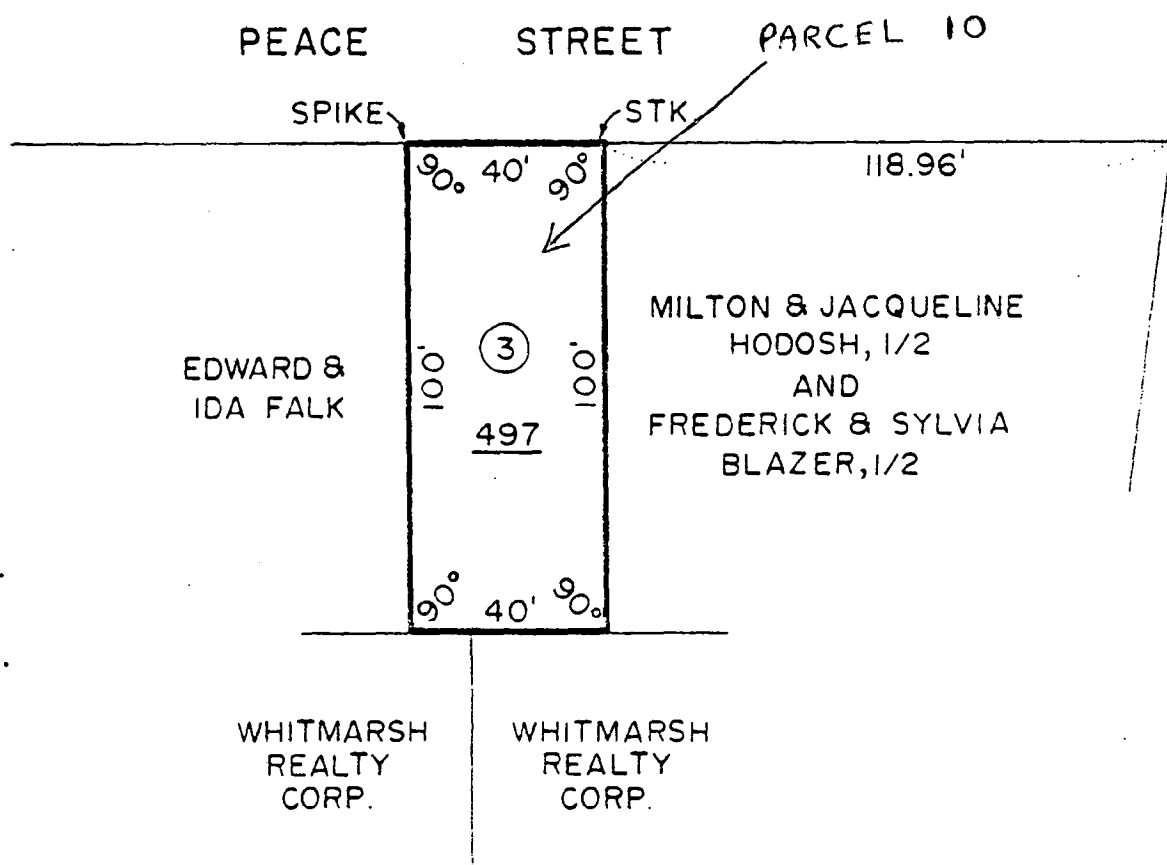 PEACE STREET PARCEL 10
SPIKE STK
90° 40' 90° 118.96'
MILTON & JACQUELINE
HODOSH, 1/2
AND
FREDERICK & SYLVIA
BLAZER, 1/2
EDWARD &
IDA FALK
3
100' 100'
497
90° 40' 90°
WHITMARSH
REALTY
CORP.
WHITMARSH
REALTY
CORP.